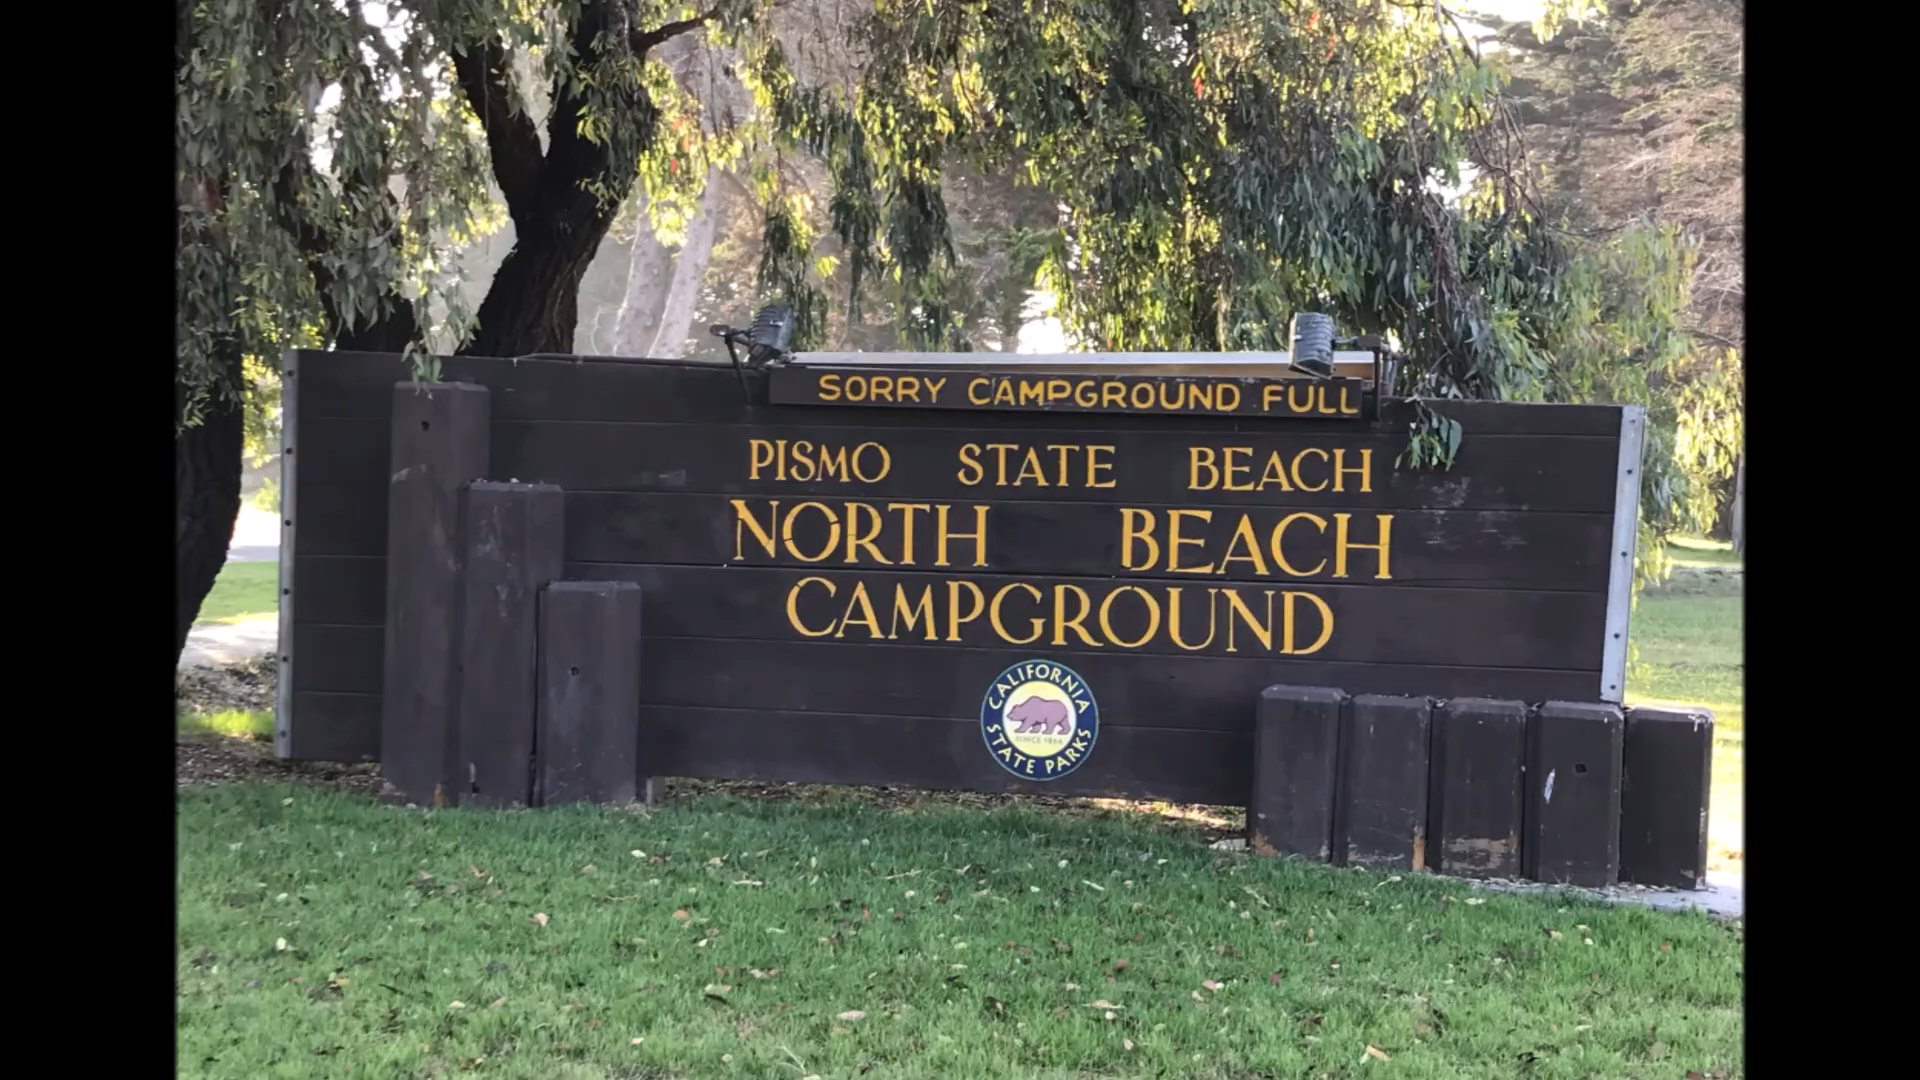 SORRY CAMPGROUND FULL
PISMO STATE BEACH
NORTH BEACH
CAMPGROUND
CALIFORNIA
SINCE 1864
STATE PARKS